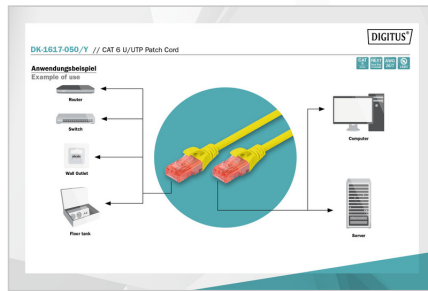 DIGITUS®
DK-1617-050/Y // CAT 6 U/UTP Patch Cord
Anwendungsbeispiel
Example of use
Router
Switch
Wall Outlet
Floor tank
Computer
Server